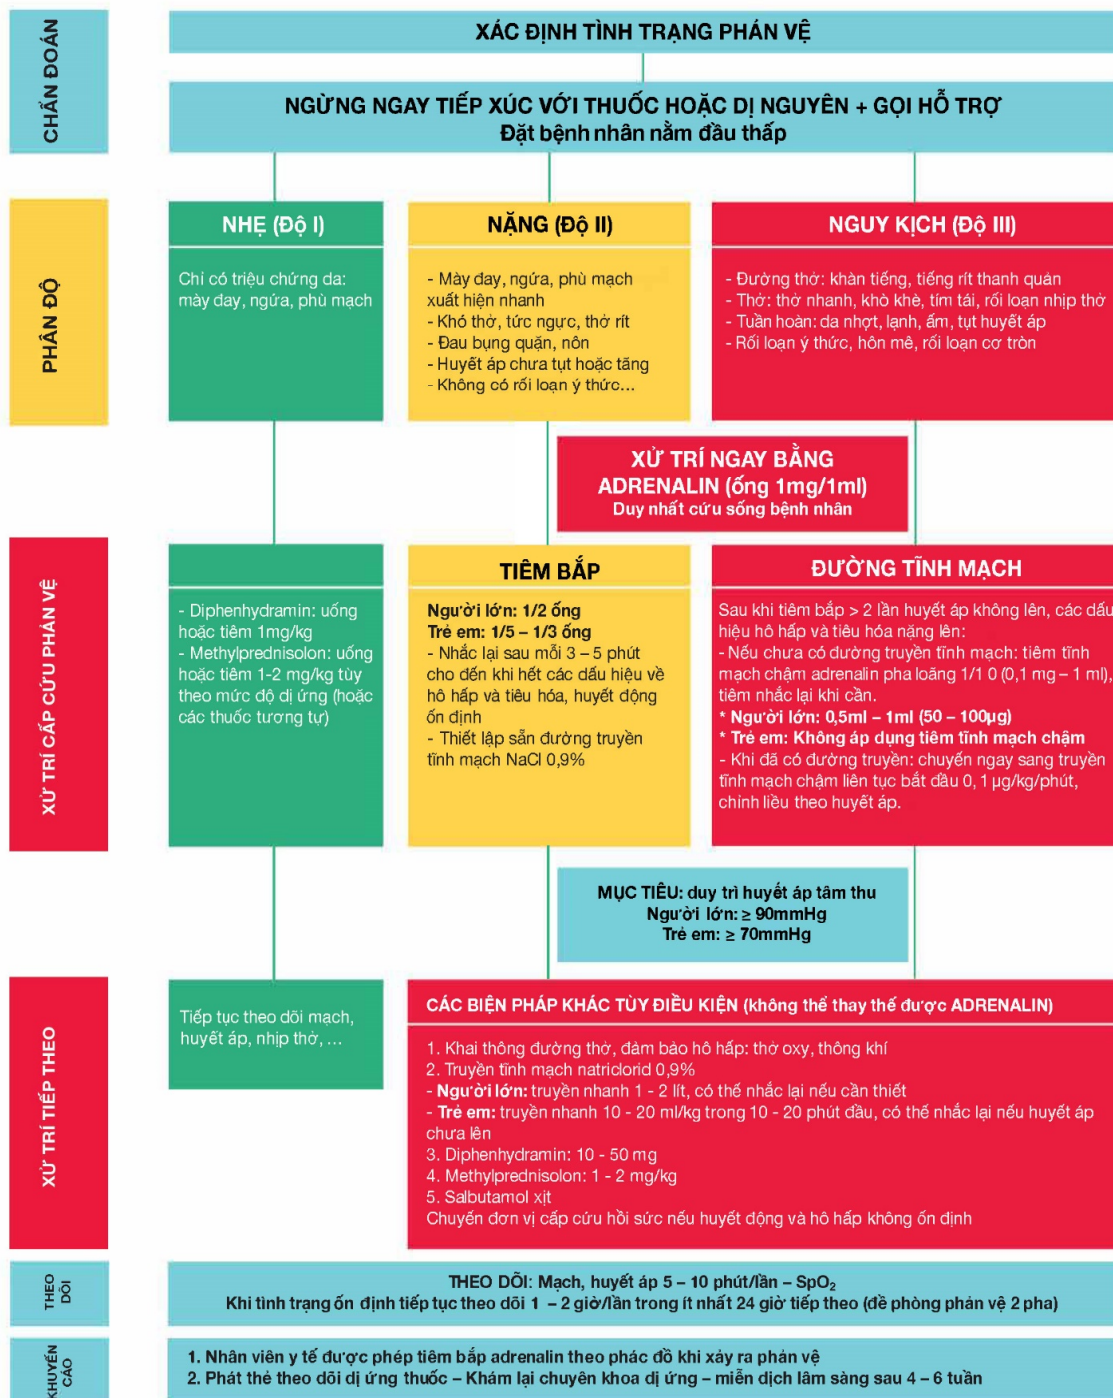 CHẨN ĐOÁN
XÁC ĐỊNH TÌNH TRẠNG PHẢN VỆ
NGỪNG NGAY TIẾP XÚC VỚI THUỐC HOẶC DỊ NGUYÊN + GỌI HỖ TRỢ
Đặt bệnh nhân nằm đầu thấp
PHÂN ĐỘ
NHẸ (Độ I)
Chỉ có triệu chứng da:
mày đay, ngứa, phù mạch
NẶNG (Độ II)
- Mày đay, ngứa, phù mạch
xuất hiện nhanh
- Khó thở, tức ngực, thở rít
- Đau bụng quặn, nôn
- Huyết áp chưa tụt hoặc tăng
- Không có rối loạn ý thức...
NGUY KỊCH (Độ III)
- Đường thở: khàn tiếng, tiếng rít thanh quản
- Thở: thở nhanh, khò khè, tím tái, rối loạn nhịp thở
- Tuần hoàn: da nhợt, lạnh, ẩm, tụt huyết áp
- Rối loạn ý thức, hôn mê, rối loạn cơ tròn
XỬ TRÍ NGAY BẰNG
ADRENALIN (ống 1mg/1ml)
Duy nhất cứu sống bệnh nhân
XỬ TRÍ CẤP CỨU PHẢN VỆ
- Diphenhydramin: uống
hoặc tiêm 1mg/kg
- Methylprednisolon: uống
hoặc tiêm 1-2 mg/kg tùy
theo mức độ dị ứng (hoặc
các thuốc tương tự)
TIÊM BẮP
Người lớn: 1/2 ống
Trẻ em: 1/5 – 1/3 ống
- Nhắc lại sau mỗi 3 – 5 phút
cho đến khi hết các dấu hiệu về
hô hấp và tiêu hóa, huyết động
ổn định
- Thiết lập sẵn đường truyền
tĩnh mạch NaCl 0,9%
ĐƯỜNG TĨNH MẠCH
Sau khi tiêm bắp > 2 lần huyết áp không lên, các dấu
hiệu hô hấp và tiêu hóa nặng lên:
- Nếu chưa có đường truyền tĩnh mạch: tiêm tĩnh
mạch chậm adrenalin pha loãng 1/1 0 (0,1 mg – 1 ml),
tiêm nhắc lại khi cần.
* Người lớn: 0,5ml – 1ml (50 – 100µg)
* Trẻ em: Không áp dụng tiêm tĩnh mạch chậm
- Khi đã có đường truyền: chuyển ngay sang truyền
tĩnh mạch chậm liên tục bắt đầu 0, 1 µg/kg/phút,
chỉnh liều theo huyết áp.
MỤC TIÊU: duy trì huyết áp tâm thu
Người lớn: ≥ 90mmHg
Trẻ em: ≥ 70mmHg
XỬ TRÍ TIẾP THEO
Tiếp tục theo dõi mạch,
huyết áp, nhịp thở, ...
CÁC BIỆN PHÁP KHÁC TÙY ĐIỀU KIỆN (không thể thay thế được ADRENALIN)
1. Khai thông đường thở, đảm bảo hô hấp: thở oxy, thông khí
2. Truyền tĩnh mạch natriclorid 0,9%
- Người lớn: truyền nhanh 1 - 2 lít, có thể nhắc lại nếu cần thiết
- Trẻ em: truyền nhanh 10 - 20 ml/kg trong 10 - 20 phút đầu, có thể nhắc lại nếu huyết áp
chưa lên
3. Diphenhydramin: 10 - 50 mg
4. Methylprednisolon: 1 - 2 mg/kg
5. Salbutamol xịt
Chuyển đơn vị cấp cứu hồi sức nếu huyết động và hô hấp không ổn định
THEO
DÕI
THEO DÕI: Mạch, huyết áp 5 – 10 phút/lần – SpO₂
Khi tình trạng ổn định tiếp tục theo dõi 1 – 2 giờ/lần trong ít nhất 24 giờ tiếp theo (đề phòng phản vệ 2 pha)
KHUYẾN
CÁO
1. Nhân viên y tế được phép tiêm bắp adrenalin theo phác đồ khi xảy ra phản vệ
2. Phát thẻ theo dõi dị ứng thuốc – Khám lại chuyên khoa dị ứng – miễn dịch lâm sàng sau 4 – 6 tuần